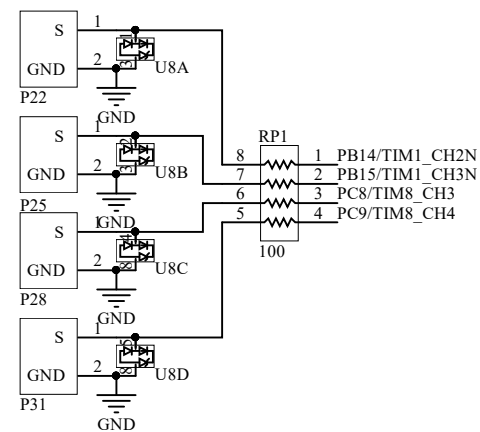 S 1
GND 2
U8A
P22
GND
S 1
GND 2
U8B
P25
GND
S 1
GND 2
U8C
P28
GND
S 1
GND 2
U8D
P31
GND
RP1
8 1 PB14/TIM1_CH2N
7 2 PB15/TIM1_CH3N
6 3 PC8/TIM8_CH3
5 4 PC9/TIM8_CH4
100